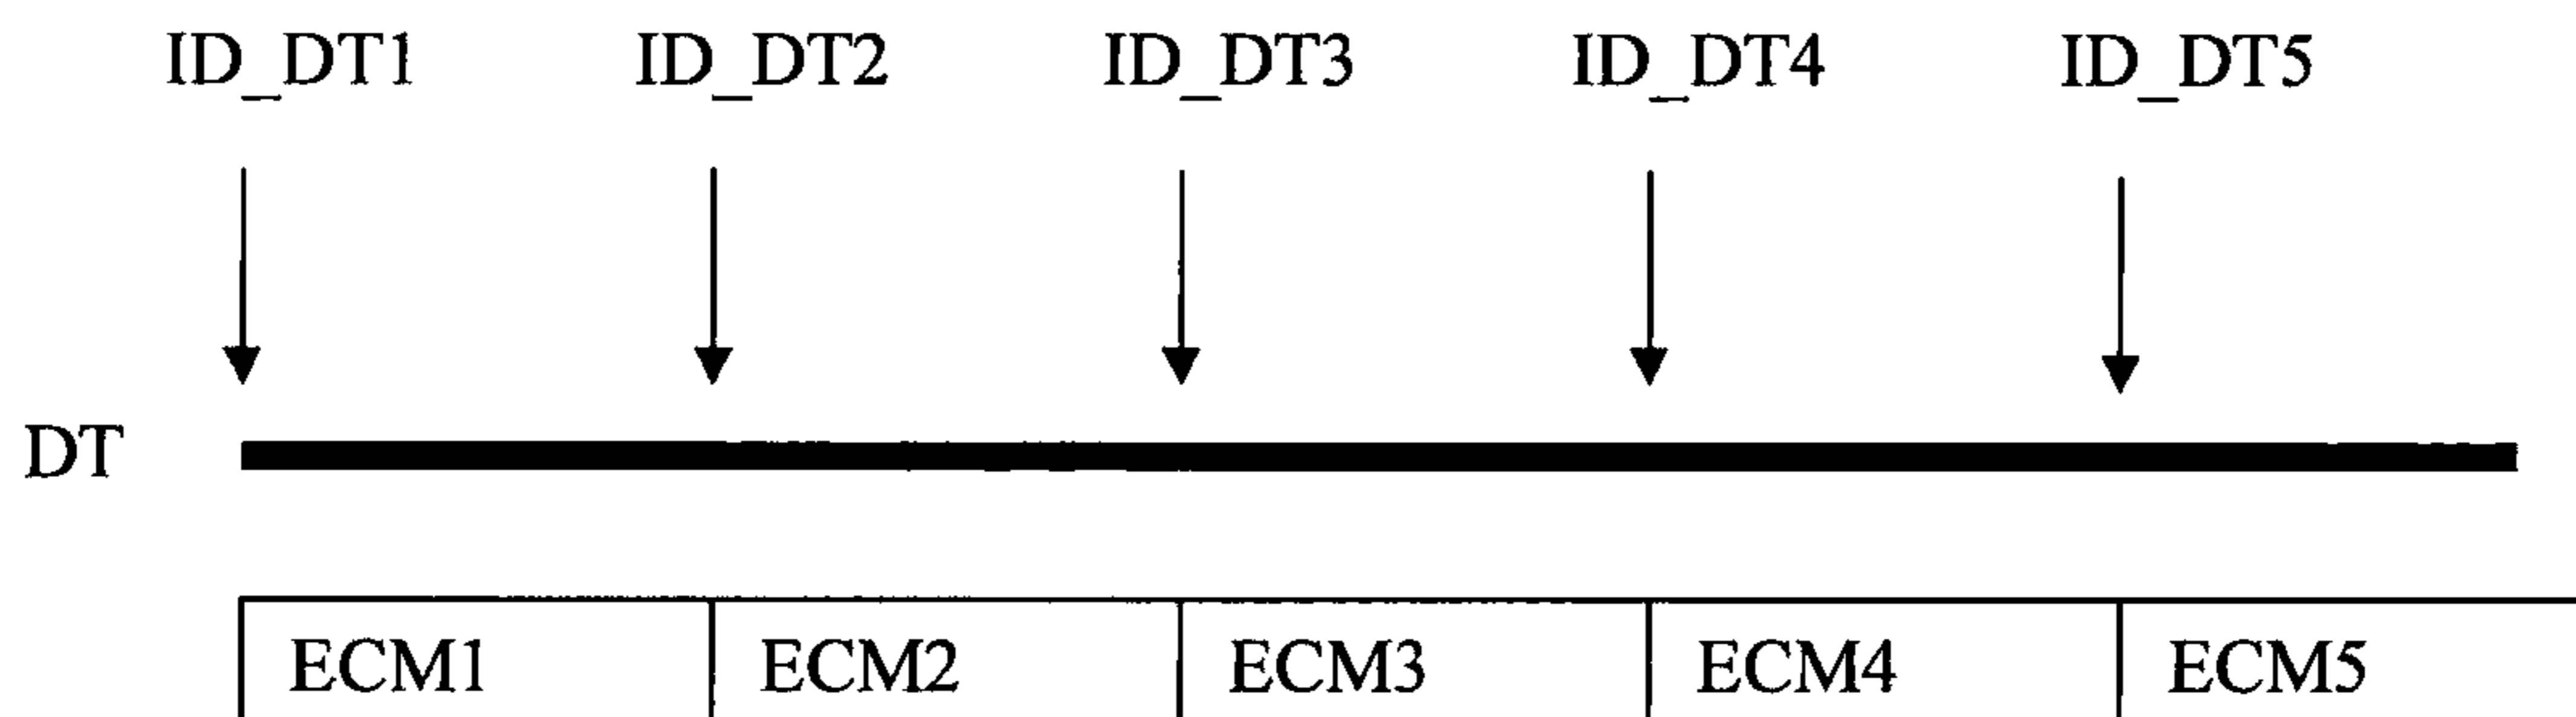 ID_DT1 ID_DT2 ID_DT3 ID_DT4 ID_DT5
DT
ECM1 ECM2 ECM3 ECM4 ECM5